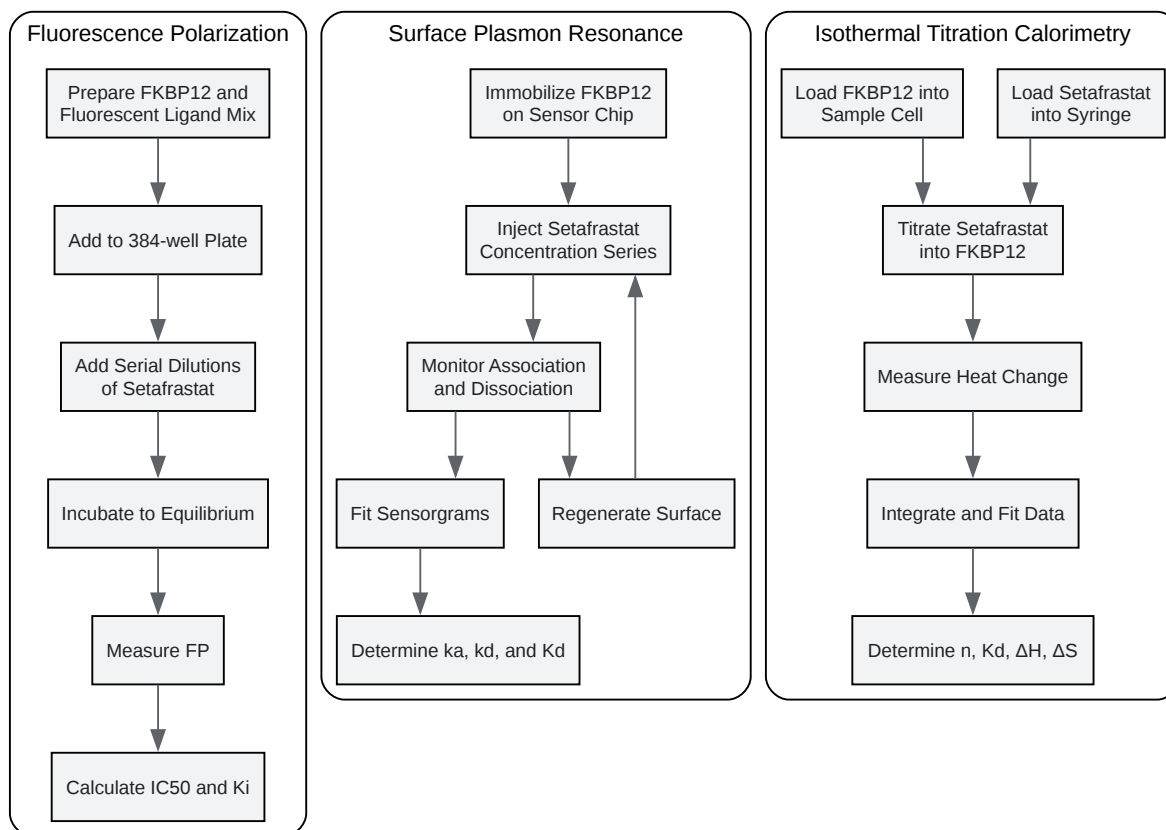 Fluorescence Polarization
Prepare FKBP12 and
Fluorescent Ligand Mix
Add to 384-well Plate
Add Serial Dilutions
of Setafrastat
Incubate to Equilibrium
Measure FP
Calculate IC50 and Ki
Surface Plasmon Resonance
Immobilize FKBP12
on Sensor Chip
Inject Setafrastat
Concentration Series
Monitor Association
and Dissociation
Fit Sensorgrams
Regenerate Surface
Determine ka, kd, and Kd
Isothermal Titration Calorimetry
Load FKBP12 into
Sample Cell
Load Setafrastat
into Syringe
Titrate Setafrastat
into FKBP12
Measure Heat Change
Integrate and Fit Data
Determine n, Kd, ΔH, ΔS